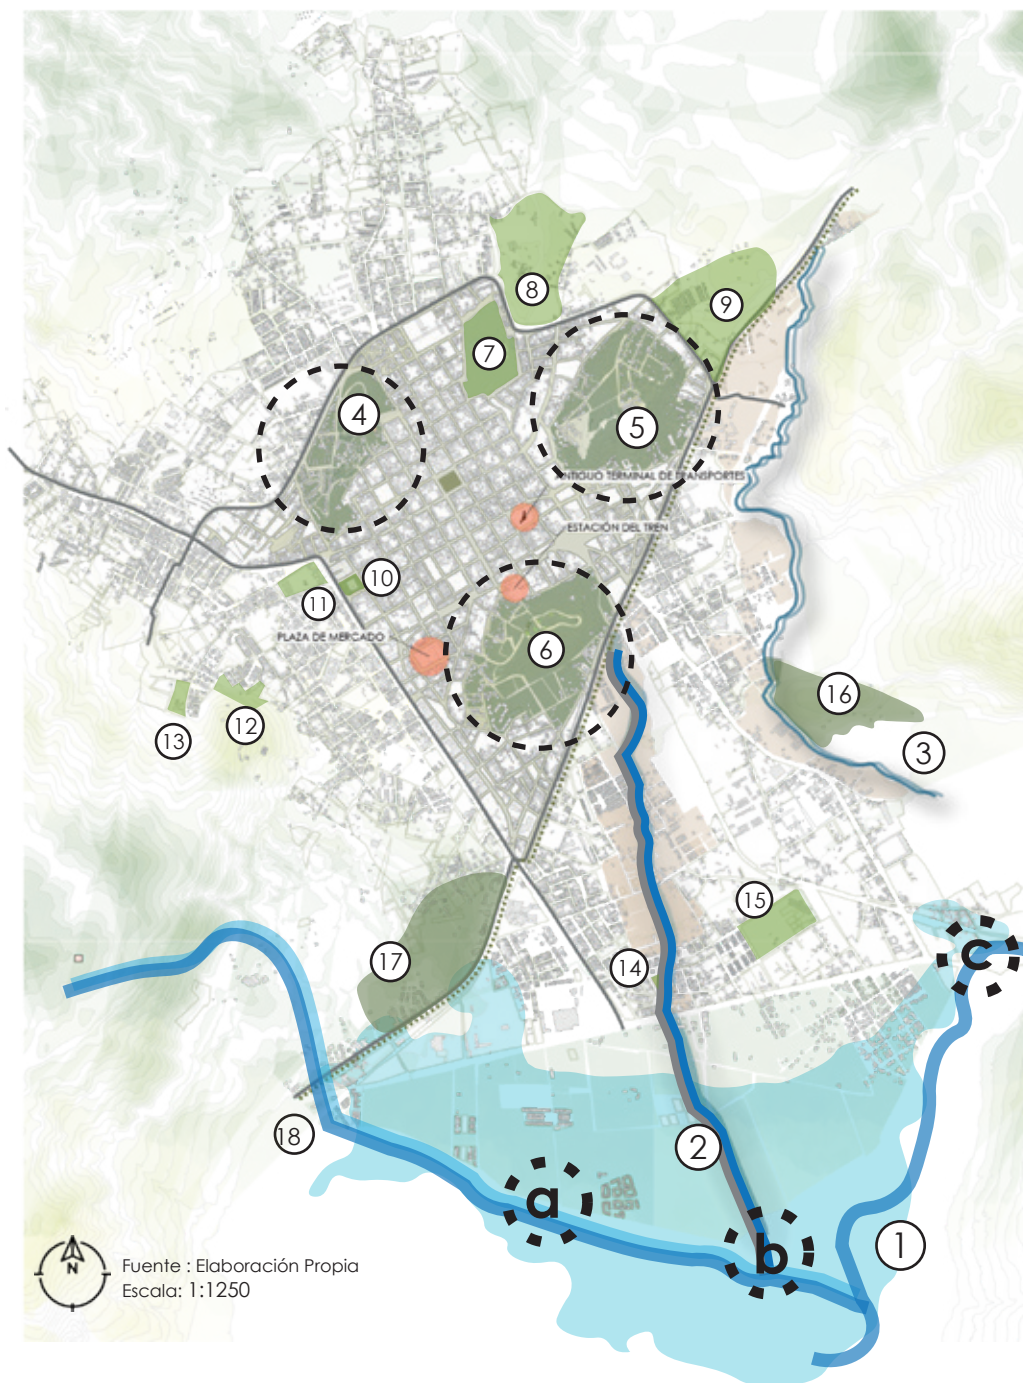 8
9
7
4
5
ANTIGUO TERMINAL DE TRANSPORTES
ESTACIÓN DEL TREN
10
11
PLAZA DE MERCADO
6
16
12
13
3
15
14
17
c
18
2
a
b
1
N
Fuente : Elaboración Propia
Escala: 1:1250